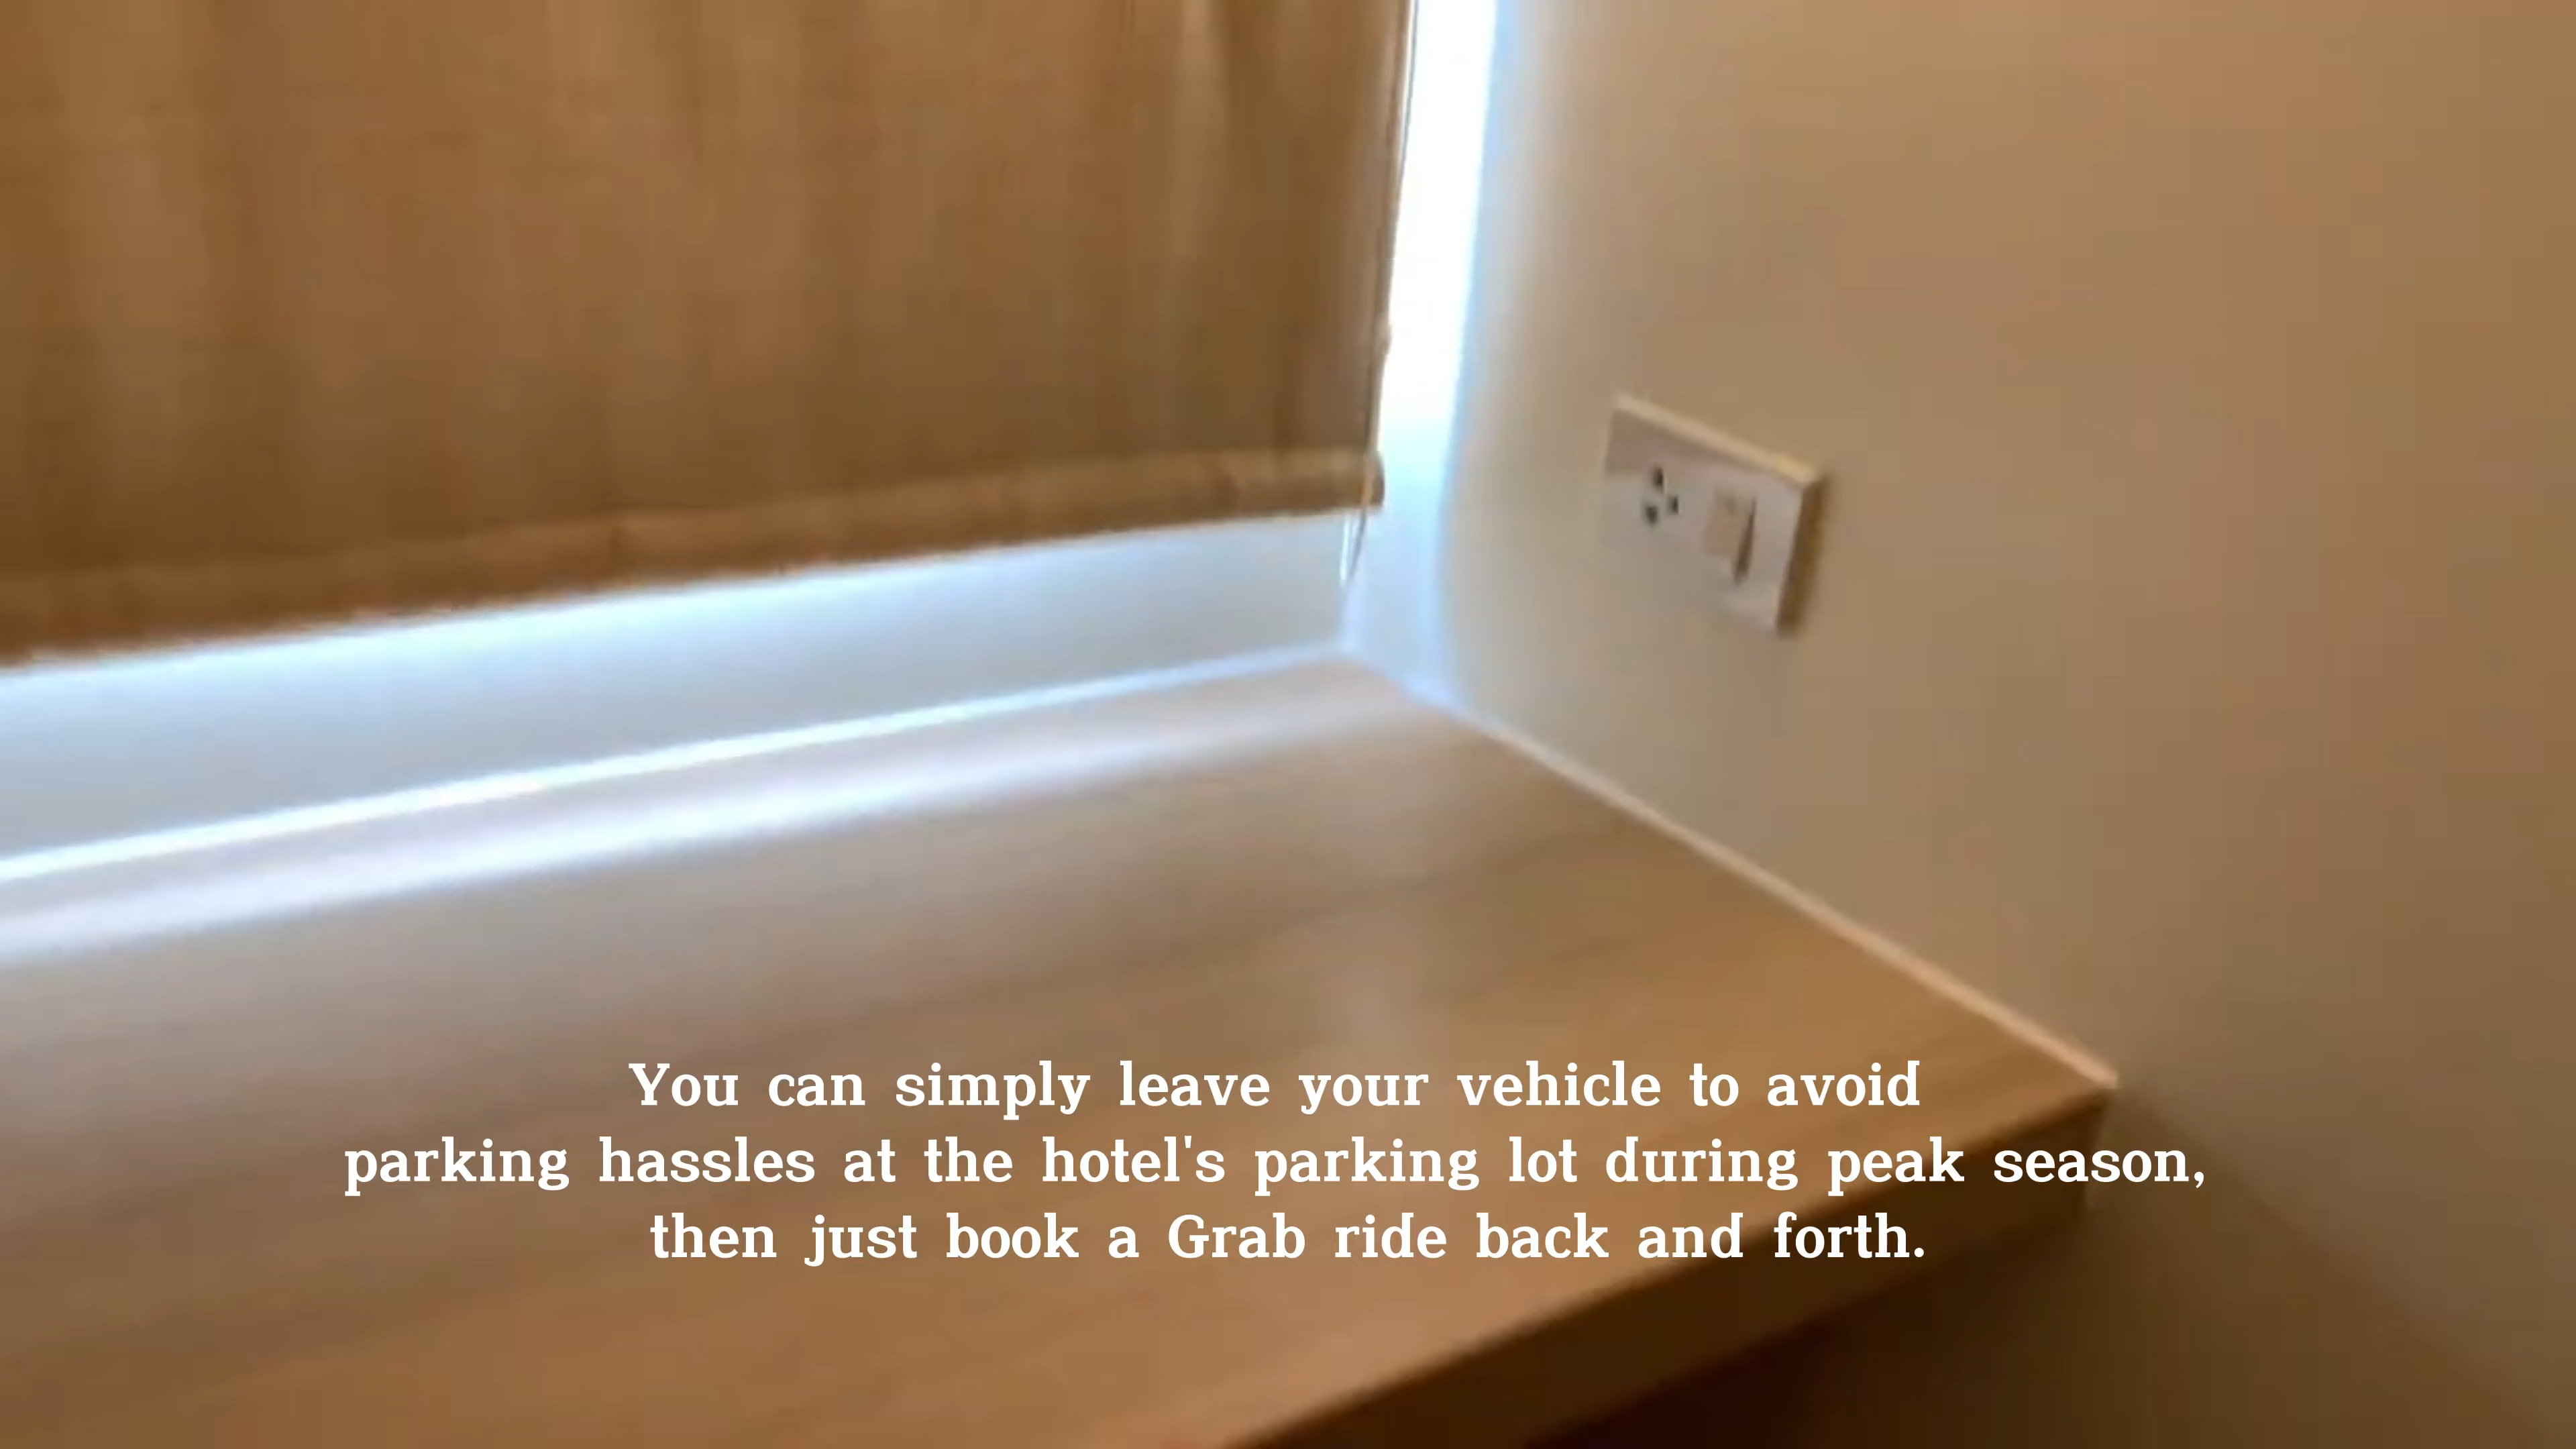 You can simply leave your vehicle to avoid
parking hassles at the hotel's parking lot during peak season,
then just book a Grab ride back and forth.